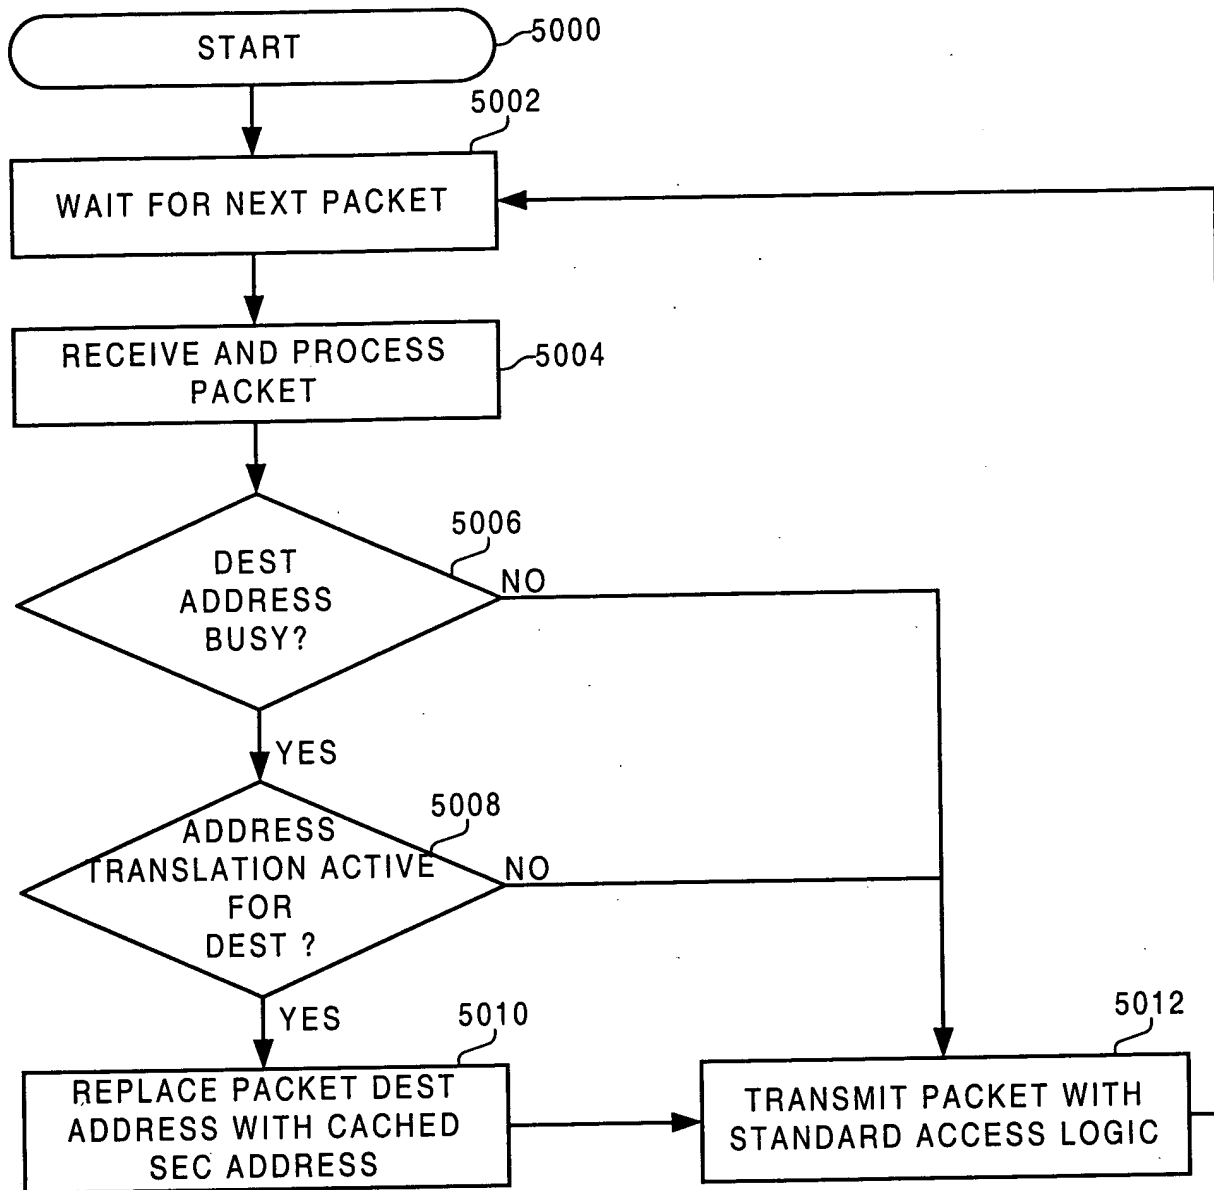 START
5000
5002
WAIT FOR NEXT PACKET
RECEIVE AND PROCESS
PACKET
5004
5006
DEST
ADDRESS
BUSY?
NO
YES
5008
ADDRESS
TRANSLATION ACTIVE
FOR
DEST ?
NO
YES
5010
REPLACE PACKET DEST
ADDRESS WITH CACHED
SEC ADDRESS
5012
TRANSMIT PACKET WITH
STANDARD ACCESS LOGIC